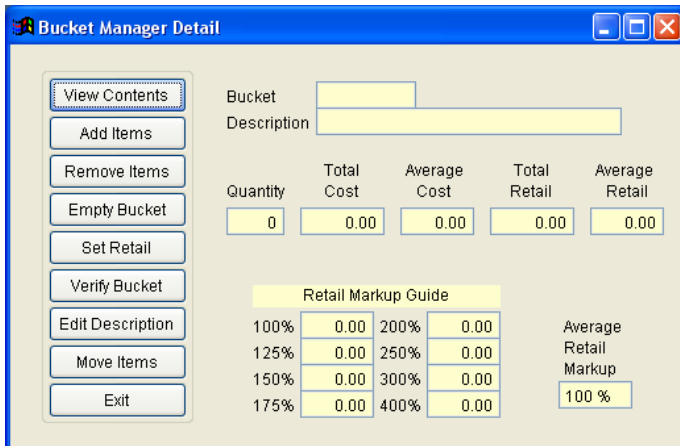 Bucket Manager Detail
View Contents
Add Items
Remove Items
Empty Bucket
Set Retail
Verify Bucket
Edit Description
Move Items
Exit
Bucket
Description
Quantity
Total Cost
Average Cost
Total Retail
Average Retail
0 0.00 0.00 0.00 0.00
Retail Markup Guide
100% 0.00 200% 0.00
125% 0.00 250% 0.00
150% 0.00 300% 0.00
175% 0.00 400% 0.00
Average
Retail
Markup
100 %